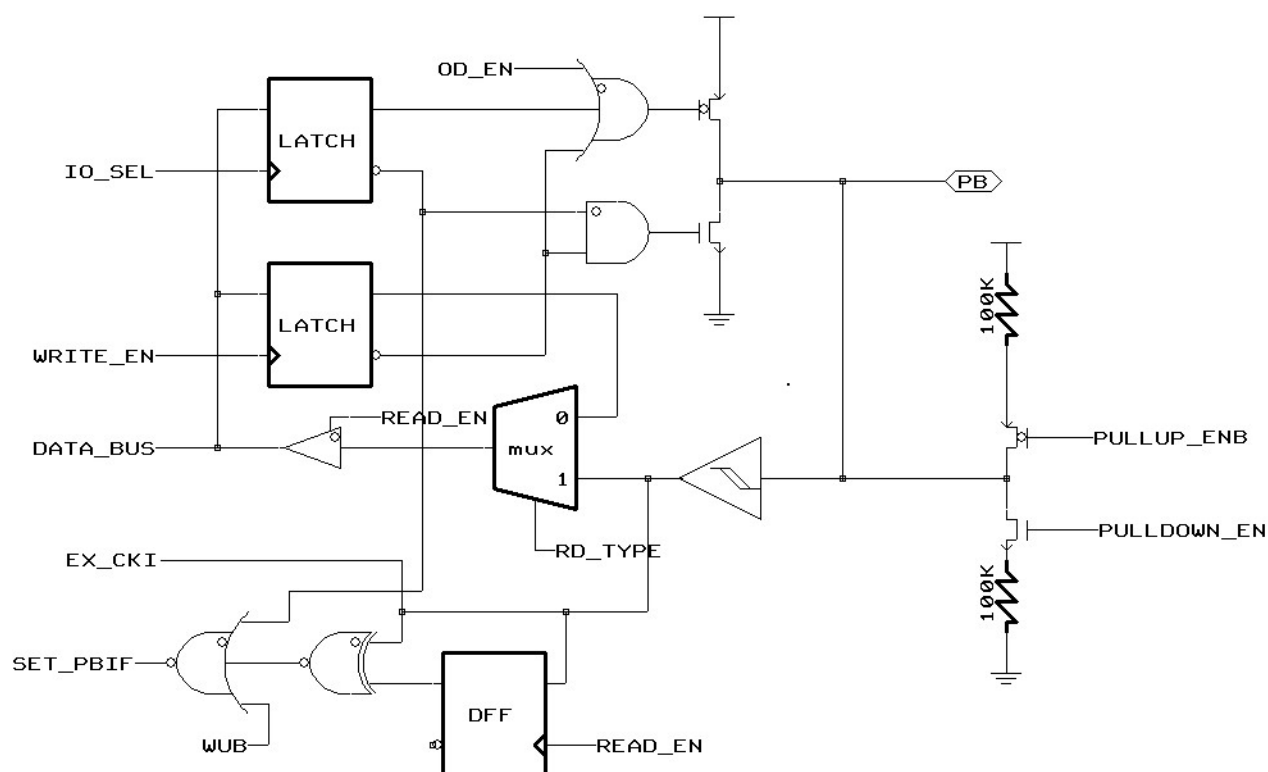 OD_EN
LATCH
IO_SEL
PB
LATCH
100K
WRITE_EN
READ_EN
0
DATA_BUS
mux
PULLUP_ENB
1
PULLDOWN_EN
RD_TYPE
EX_CKI
100K
SET_PBIF
DFF
WUB
READ_EN